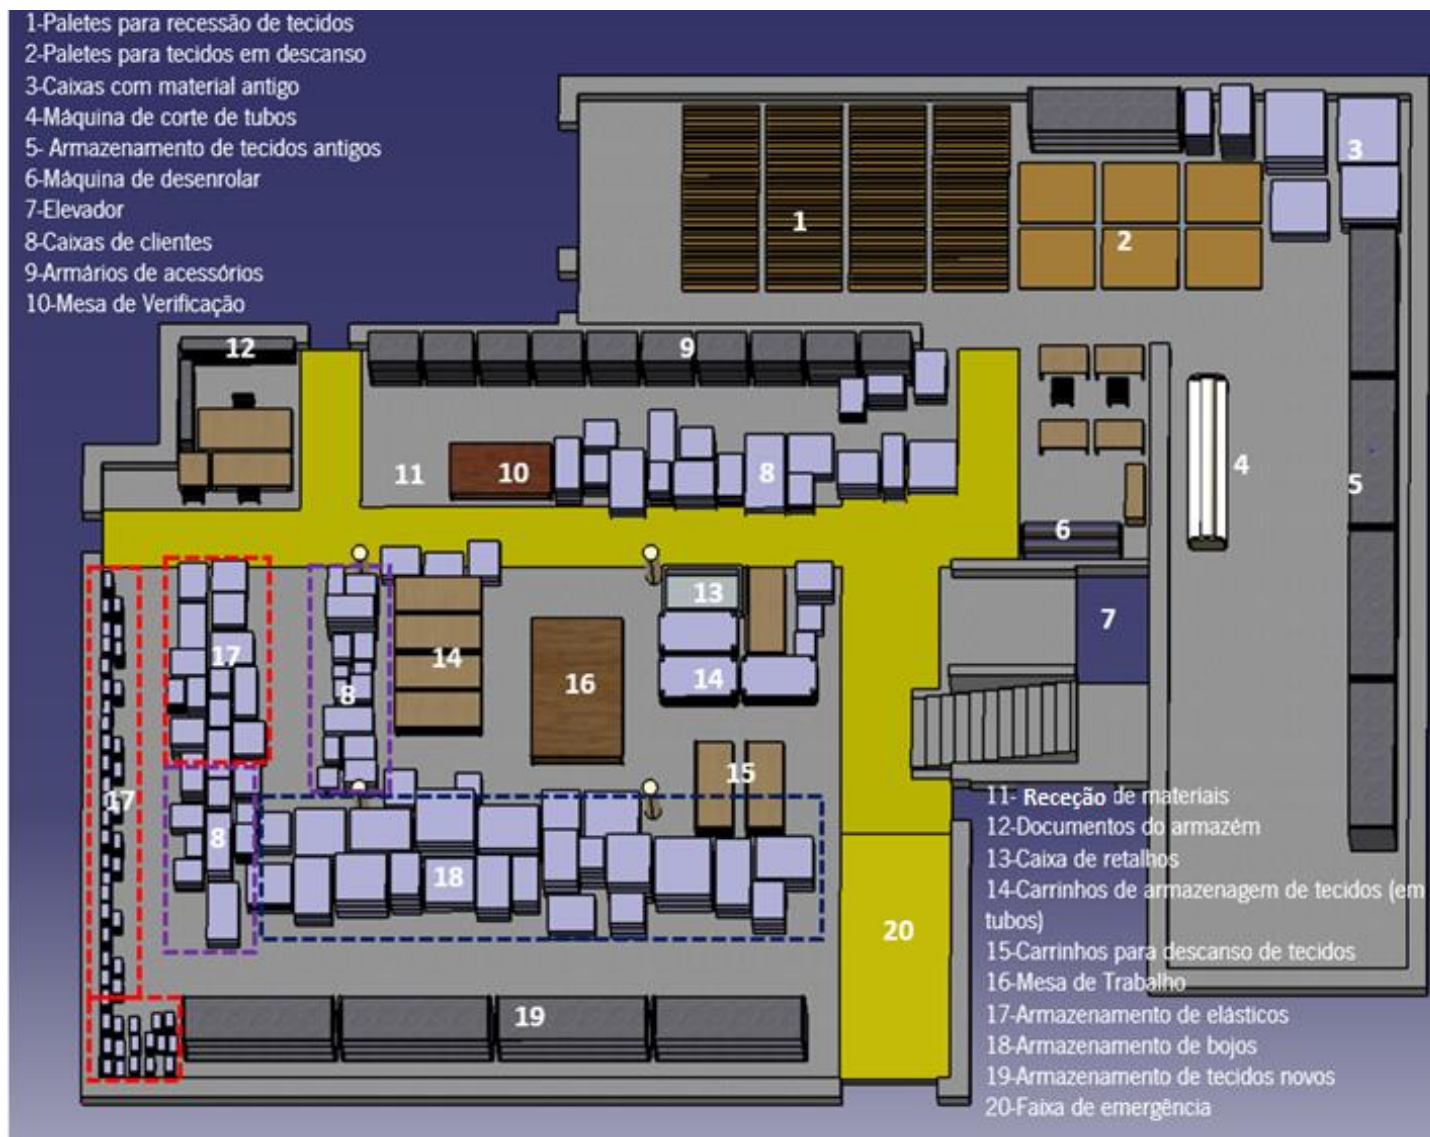 1-Paletes para recessão de tecidos
2-Paletes para tecidos em descanso
3-Caixas com material antigo
4-Máquina de corte de tubos
5- Armazenamento de tecidos antigos
6-Máquina de desenrolar
7-Elevador
8-Caixas de clientes
9-Armários de acessórios
10-Mesa de Verificação
3
1
2
12
9
11
10
8
4
5
6
13
7
17
14
8
16
14
15
17
8
18
20
19
11- Receção de materiais
12-Documentos do armazém
13-Caixa de retalhos
14-Carrinhos de armazenagem de tecidos (em
tubos)
15-Carrinhos para descanso de tecidos
16-Mesa de Trabalho
17-Armazenamento de elásticos
18-Armazenamento de bojos
19-Armazenamento de tecidos novos
20-Faixa de emergência